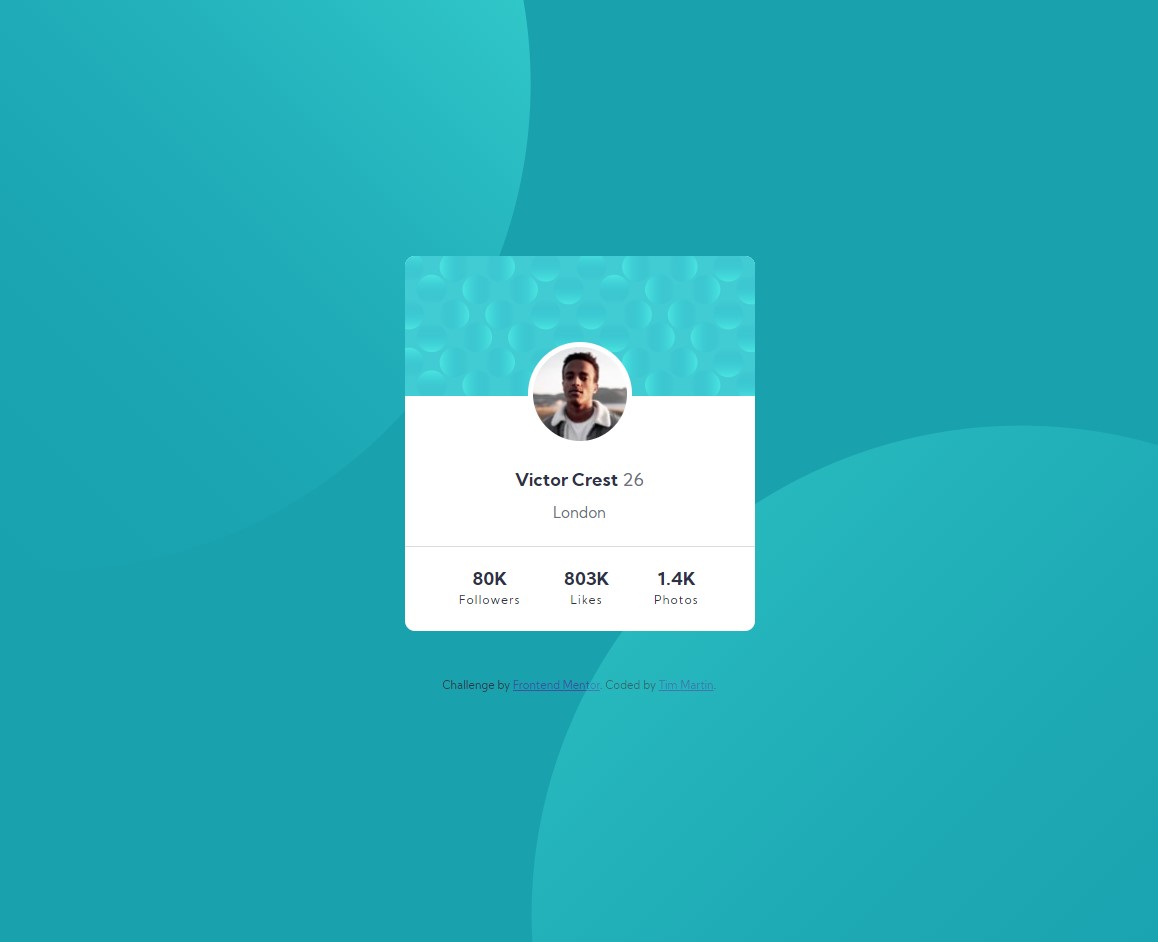 Victor Crest 26
London
80K 803K 1.4K
Followers Likes Photos
Challenge by Frontend Mentor. Coded by Tim Martin.